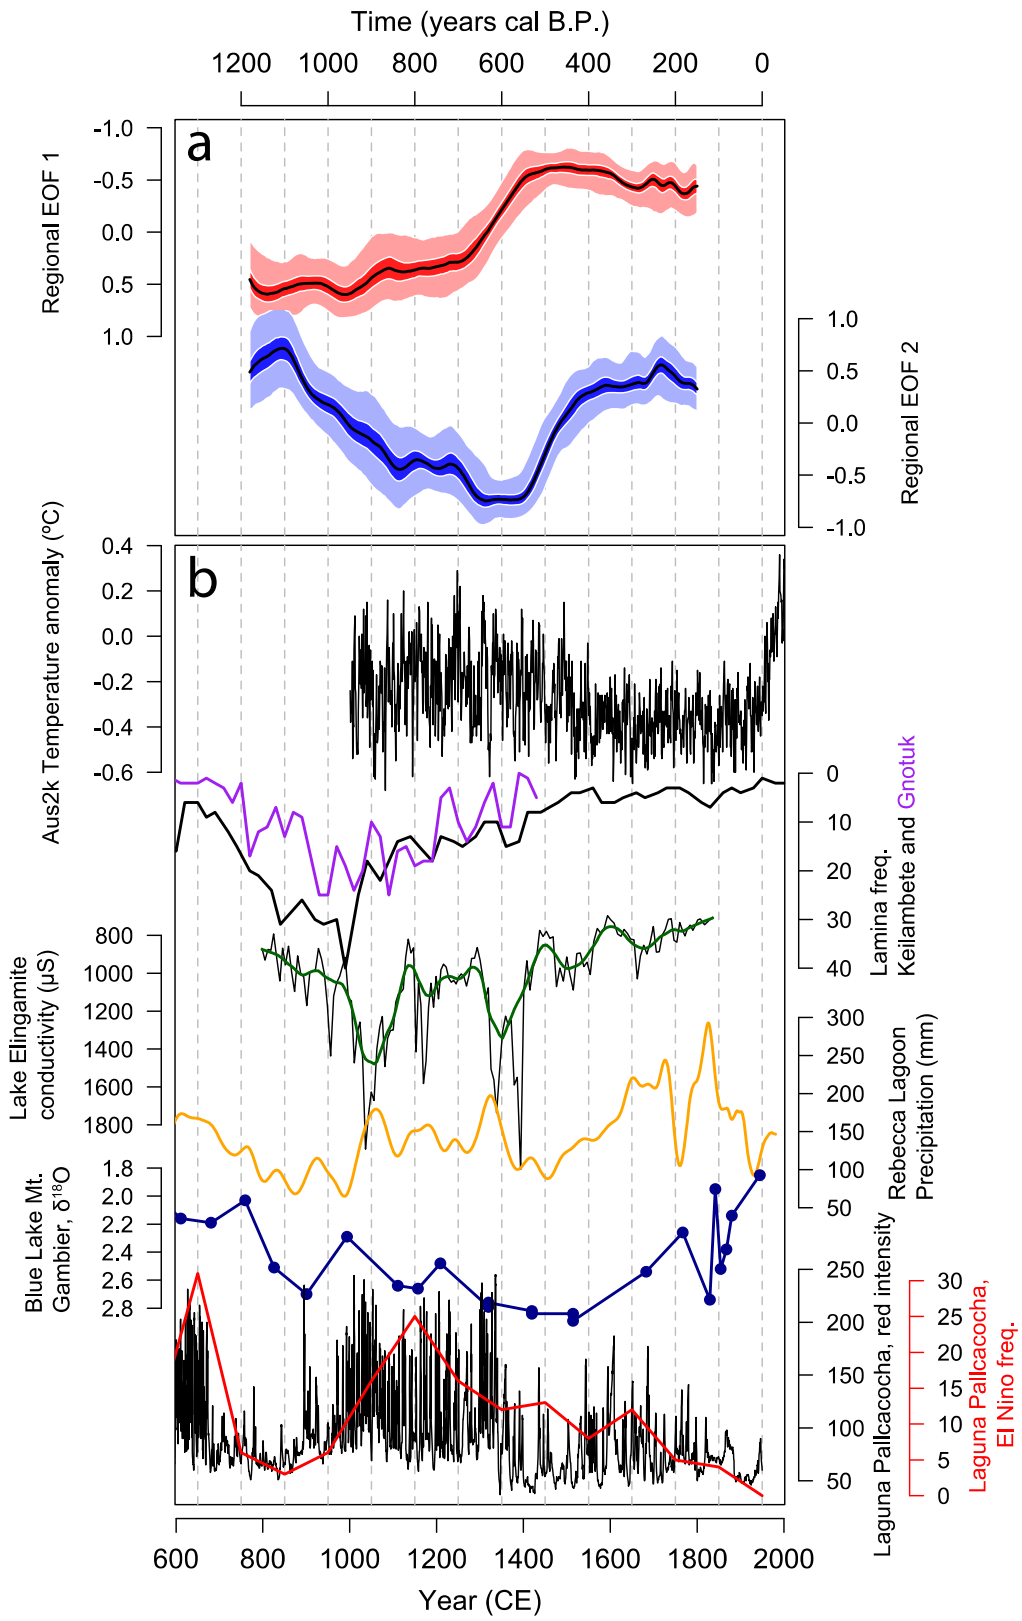 Time (years cal B.P.)
1200 1000 800 600 400 200 0
a
Regional EOF 1
-1.0
-0.5
0.0
0.5
1.0
Regional EOF 2
1.0
0.5
0.0
-0.5
-1.0
b
Aus2k Temperature anomaly (ºC)
0.4
0.2
0.0
-0.2
-0.4
-0.6
Lamina freq.
Keilambete and Gnotuk
0
10
20
30
40
Lake Elingamite
conductivity (µS)
800
1000
1200
1400
1600
1800
Rebecca Lagoon
Precipitation (mm)
300
250
200
150
100
50
Blue Lake Mt.
Gambier, δ¹⁸O
1.8
2.0
2.2
2.4
2.6
2.8
Laguna Pallcacocha, red intensity
250
200
150
100
50
Laguna Pallcacocha,
El Nino freq.
30
25
20
15
10
5
0
600 800 1000 1200 1400 1600 1800 2000
Year (CE)